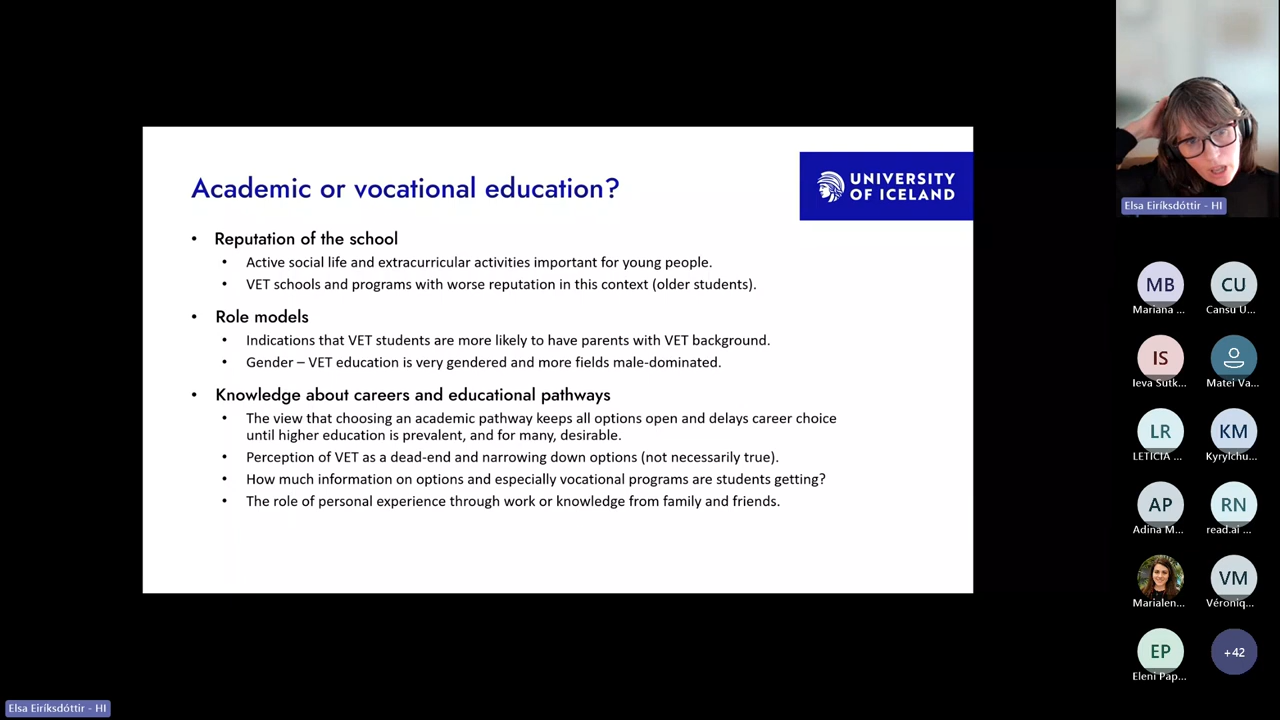 Academic or vocational education?
UNIVERSITY
OF ICELAND
• Reputation of the school
• Active social life and extracurricular activities important for young people.
• VET schools and programs with worse reputation in this context (older students).
• Role models
• Indications that VET students are more likely to have parents with VET background.
• Gender – VET education is very gendered and more fields male-dominated.
• Knowledge about careers and educational pathways
• The view that choosing an academic pathway keeps all options open and delays career choice
until higher education is prevalent, and for many, desirable.
• Perception of VET as a dead-end and narrowing down options (not necessarily true).
• How much information on options and especially vocational programs are students getting?
• The role of personal experience through work or knowledge from family and friends.
Elsa Eiríksdóttir - HI
MB
Mariana ...
CU
Cansu U...
IS
Ieva Sutk...
Matei Va...
LR
LETICIA ...
KM
Kyrylchu...
AP
Adina M...
RN
read.ai ...
Marialen...
VM
Véroniq...
EP
Eleni Pap...
+42
Elsa Eiríksdóttir - HI